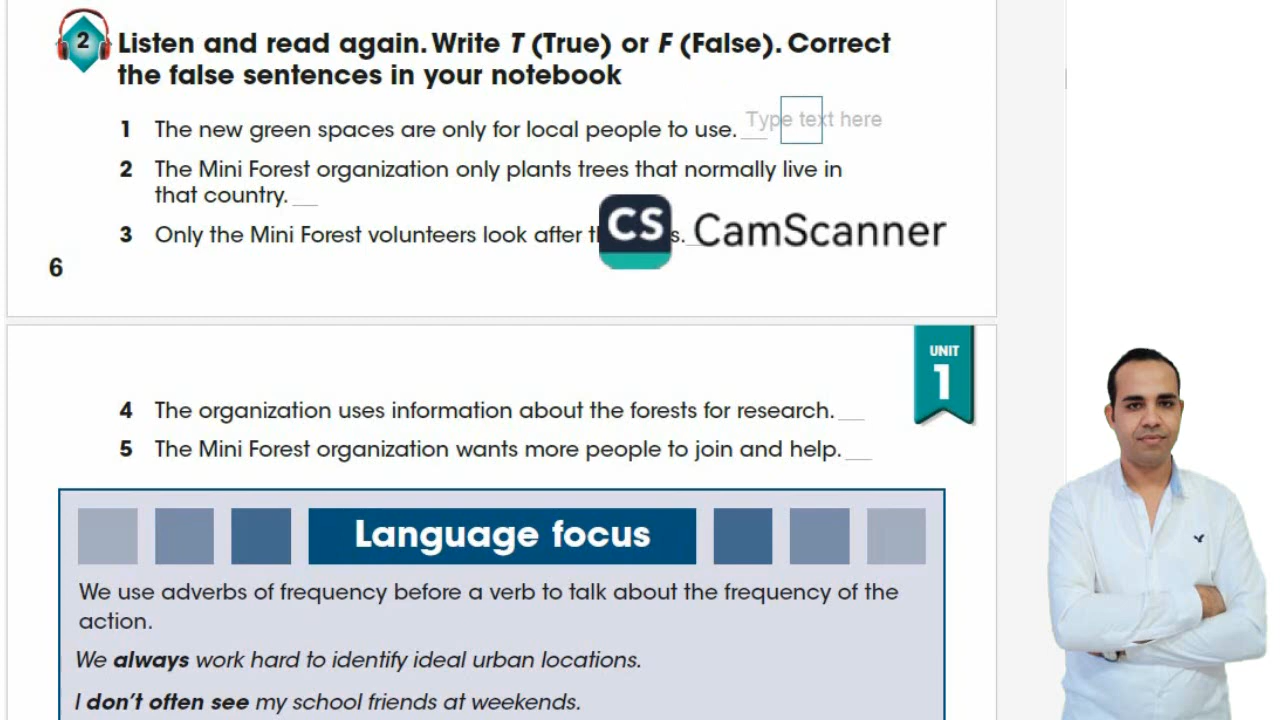 2 Listen and read again. Write T (True) or F (False). Correct
the false sentences in your notebook
1 The new green spaces are only for local people to use. __ Type text here
2 The Mini Forest organization only plants trees that normally live in
that country. __
3 Only the Mini Forest volunteers look after s.
CS CamScanner
6
UNIT
1
4 The organization uses information about the forests for research. __
5 The Mini Forest organization wants more people to join and help. __
Language focus
We use adverbs of frequency before a verb to talk about the frequency of the
action.
We always work hard to identify ideal urban locations.
I don't often see my school friends at weekends.